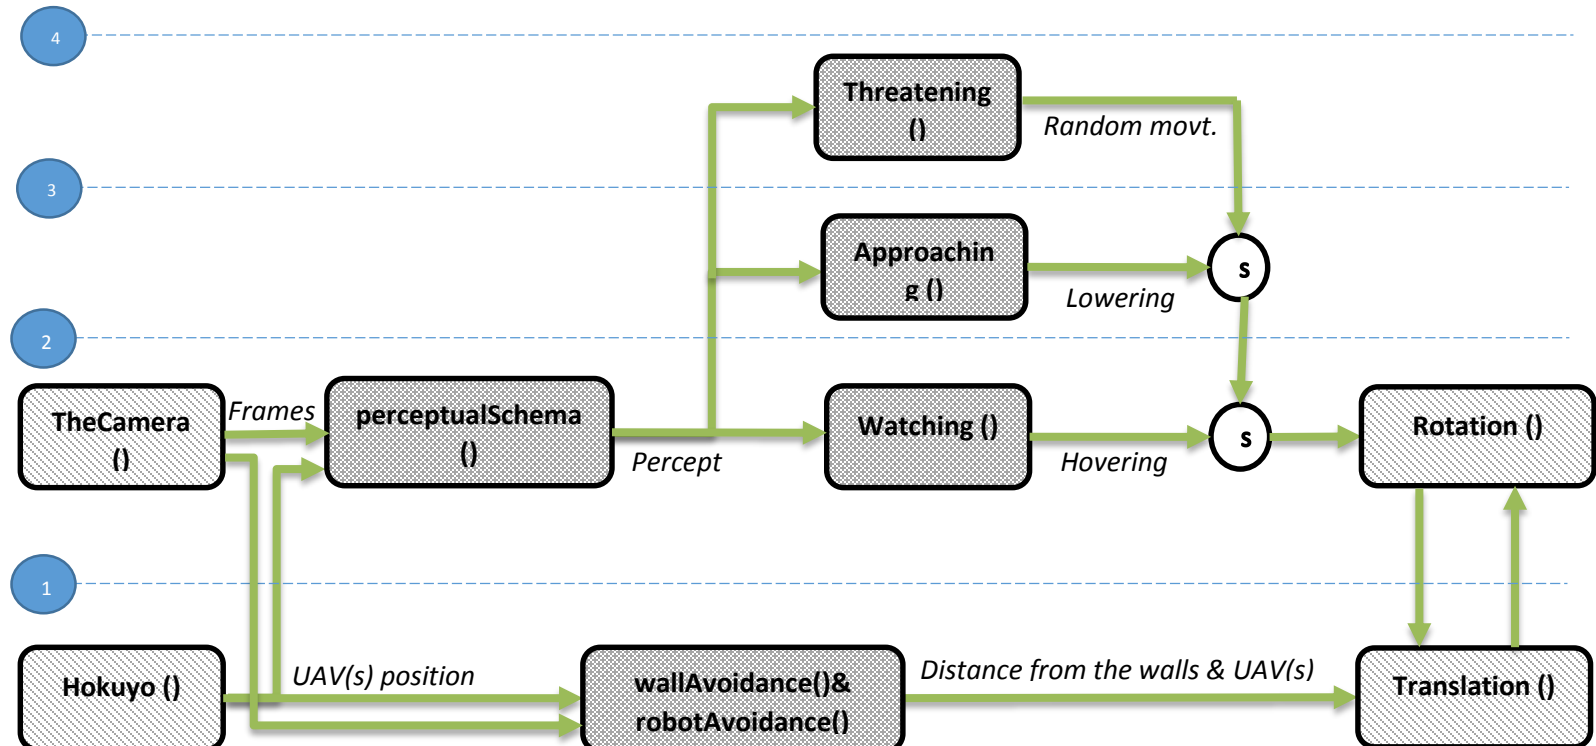 4
Threatening
()
Random movt.
3
Approachin
g ()
Lowering
s
2
TheCamera
()
Frames
perceptualSchema
()
Percept
Watching ()
Hovering
s
Rotation ()
1
Hokuyo ()
UAV(s) position
wallAvoidance()&
robotAvoidance()
Distance from the walls & UAV(s)
Translation ()